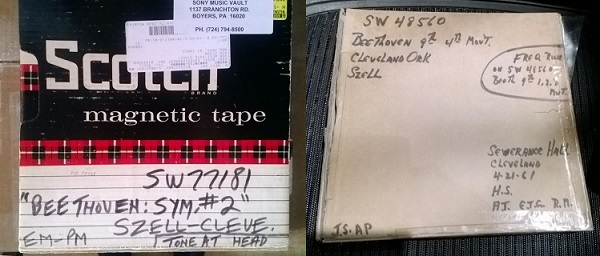 SONY MUSIC VAULT
1137 BRANCHTON RD.
BOYERS, PA 16020
PH. (724) 794-8500
Scotch
BRAND
magnetic tape
SW77181
"BEETHOVEN: SYM. #2"
SZELL-CLEVE.
EM-PM
1 TONE AT HEAD
SW 48560
BEETHOVEN 9th 4th MOVT.
CLEVELAND ORK
SZELL
FREQ RUN
ON SW 48560
BEETH 9th 1.2.3
MVT.
SEVERANCE HALL
CLEVELAND
4-21-61
H.S.
A.T. E.J.G. R.M.
J.S. AP